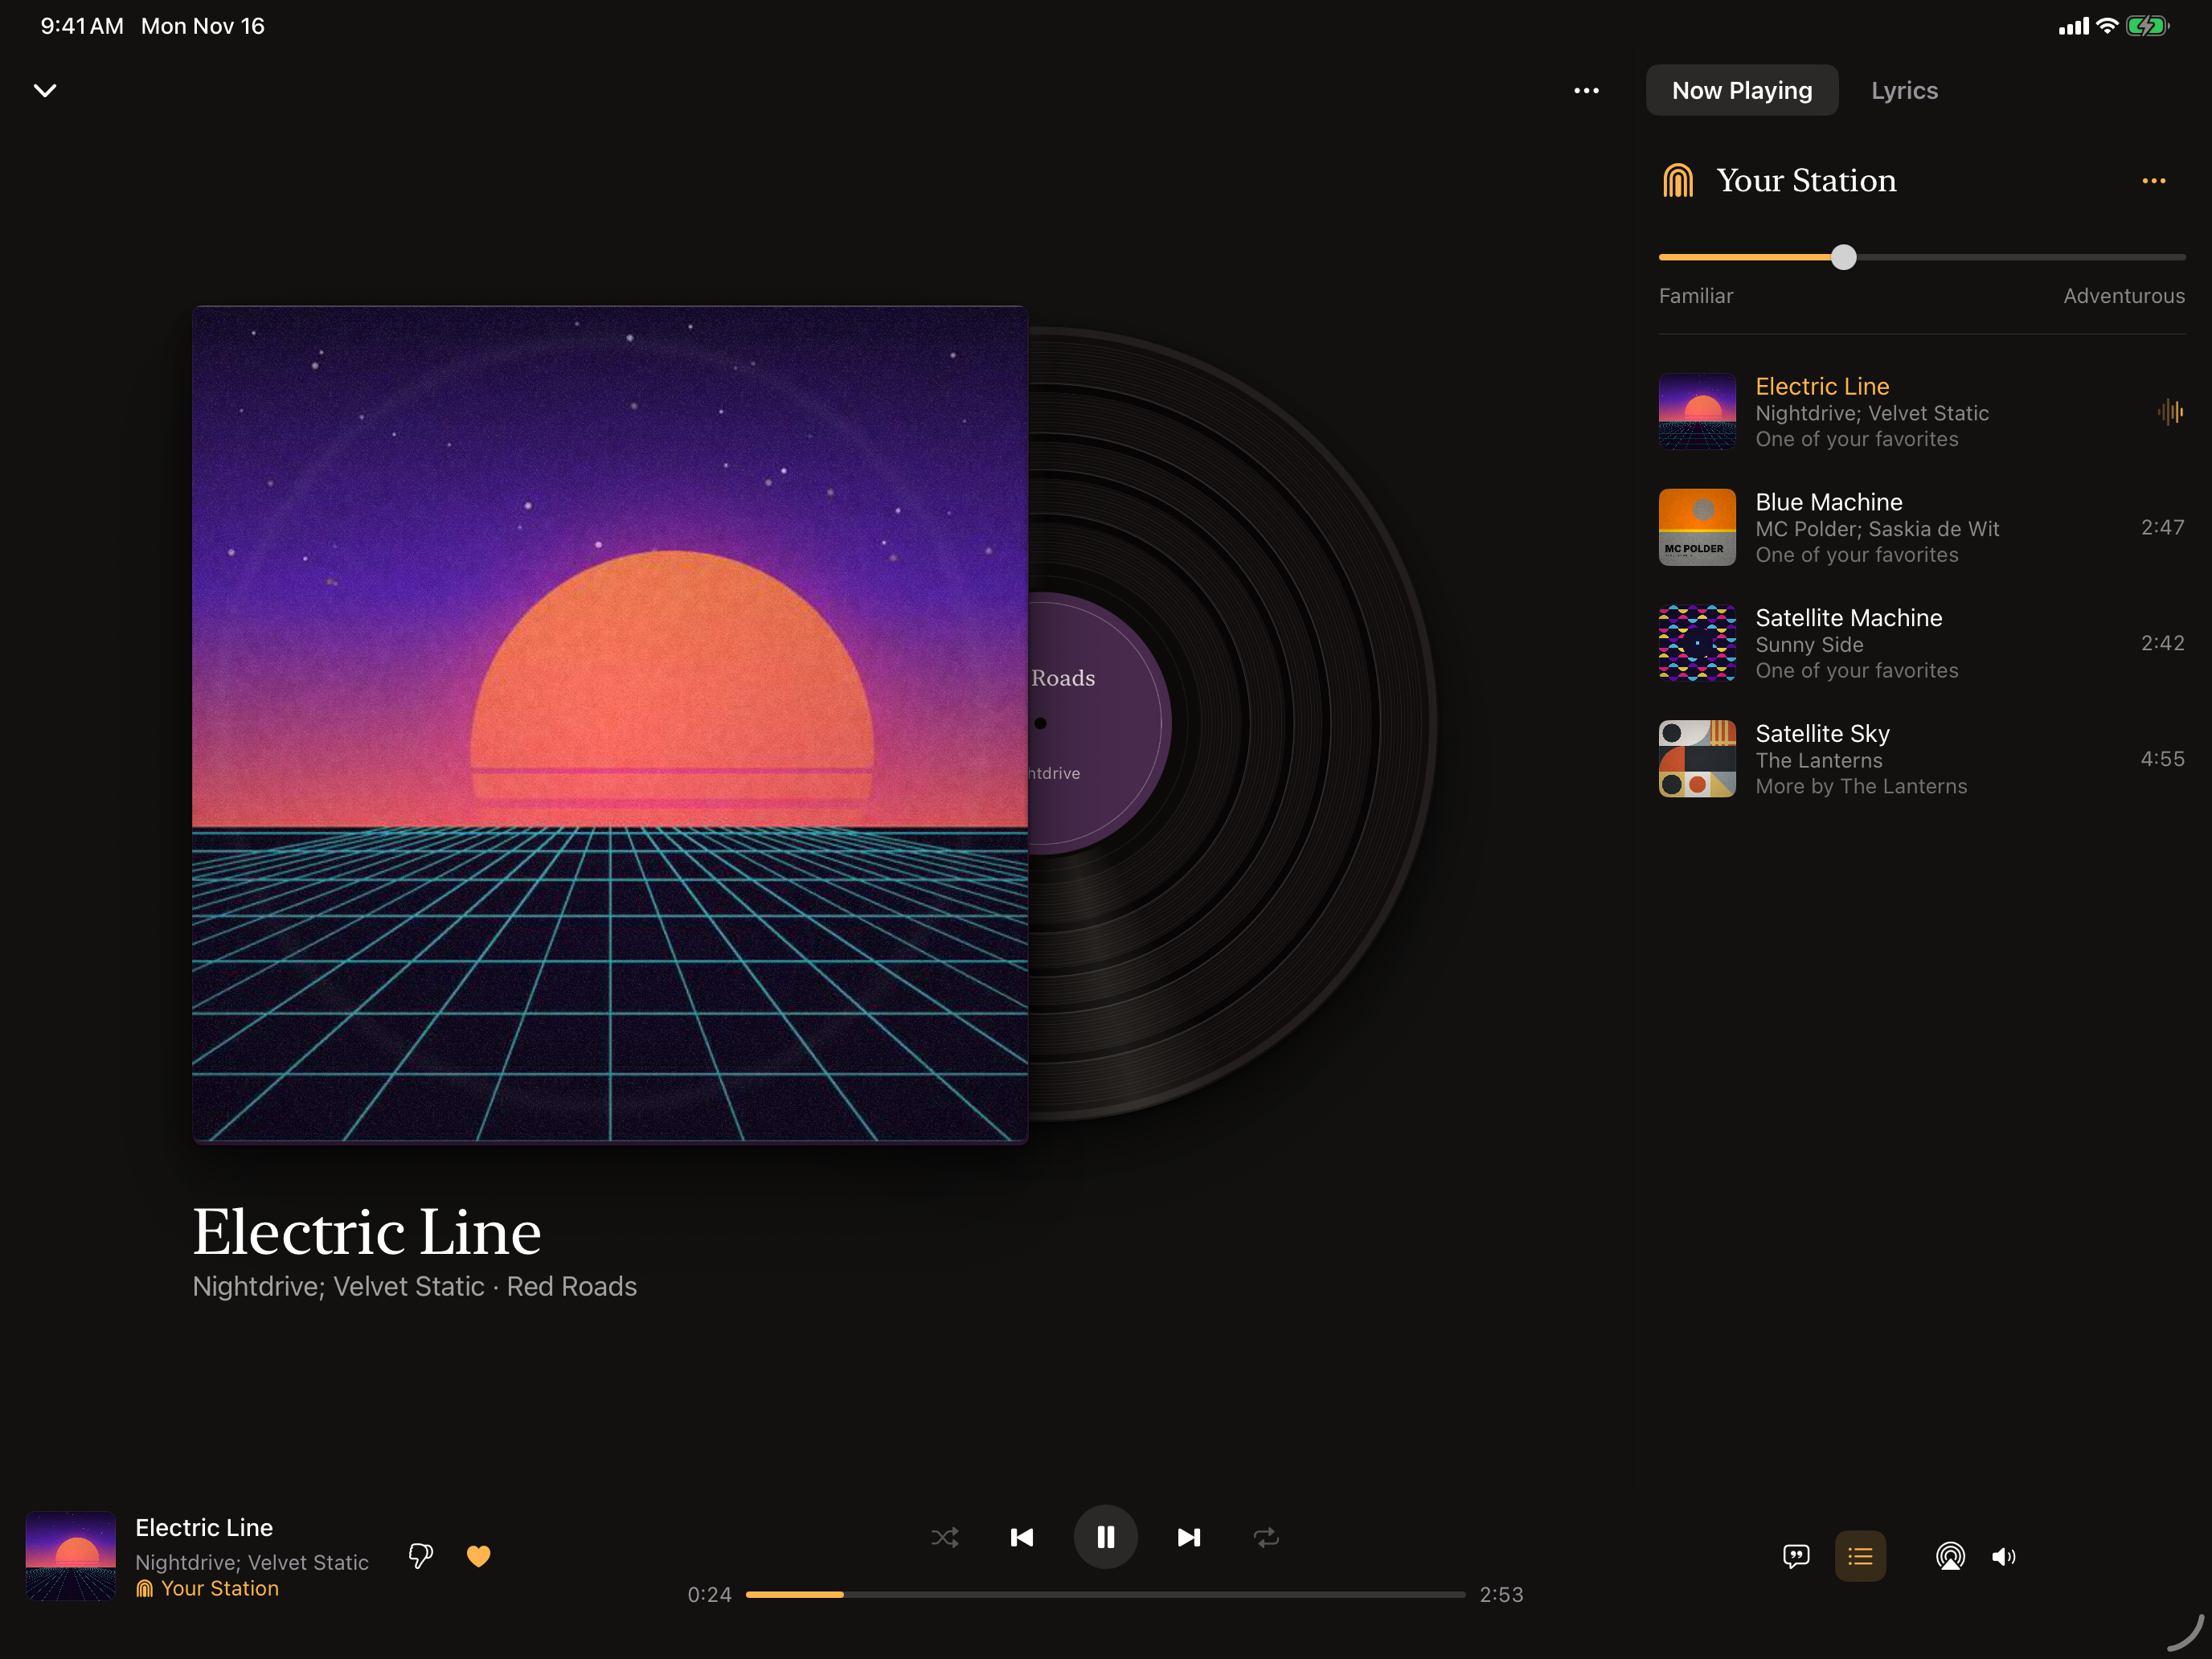 9:41 AM Mon Nov 16
Now Playing
Lyrics
Your Station
Familiar
Adventurous
Electric Line
Nightdrive; Velvet Static
One of your favorites
Blue Machine
MC Polder; Saskia de Wit
One of your favorites
2:47
MC POLDER
Satellite Machine
Sunny Side
One of your favorites
2:42
Satellite Sky
The Lanterns
More by The Lanterns
4:55
Roads
htdrive
Electric Line
Nightdrive; Velvet Static · Red Roads
Electric Line
Nightdrive; Velvet Static
Your Station
0:24
2:53